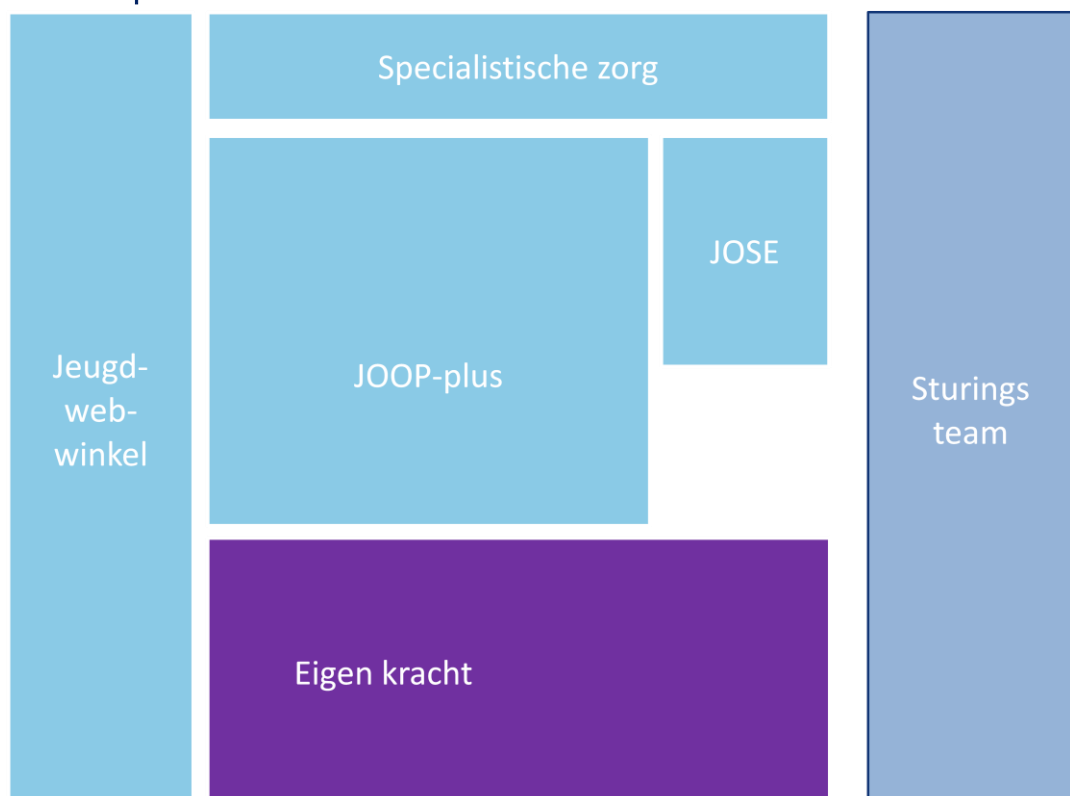 Specialistische zorg
JOSE
Jeugd-
web-
winkel
JOOP-plus
Sturings
team
Eigen kracht